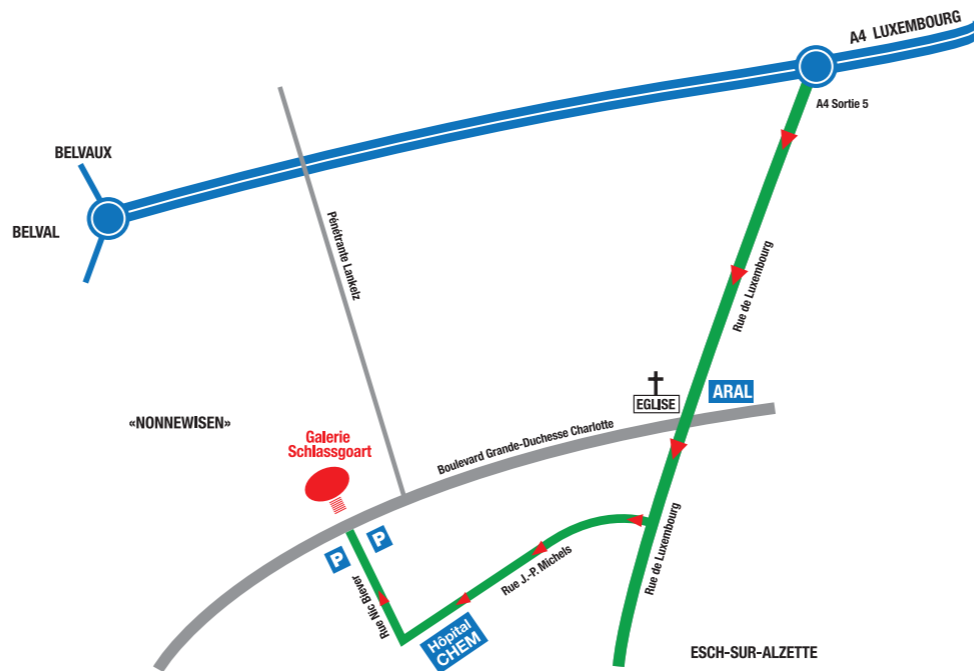 A4 LUXEMBOURG
A4 Sortie 5
BELVAUX
BELVAL
Pénétrante Lankelz
Rue de Luxembourg
ARAL
EGLISE
«NONNEWISEN»
Galerie
Schlassgoart
Boulevard Grande-Duchesse Charlotte
P
P
Rue Nic Biever
Rue J.-P. Michels
Rue de Luxembourg
Hôpital
CHEM
ESCH-SUR-ALZETTE